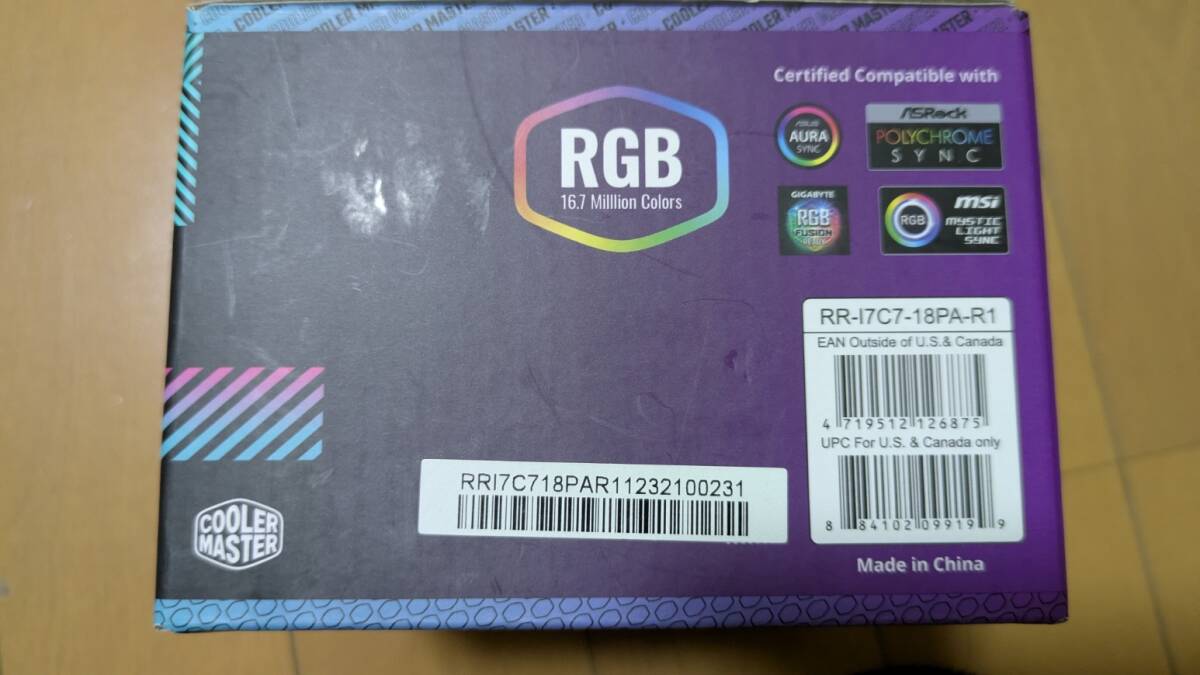 COOLER MASTER
Certified Compatible with
RGB
16.7 Milllion Colors
ASUS
AURA
SYNC
ASRock
POLYCHROME
SYNC
GIGABYTE
RGB
FUSION
READY
RGB
msi
MYSTIC
LIGHT
SYNC
RR-I7C7-18PA-R1
EAN Outside of U.S.& Canada
4 719512 126875
UPC For U.S. & Canada only
8 84102 09919 9
RRI7C718PAR11232100231
COOLER
MASTER
Made in China